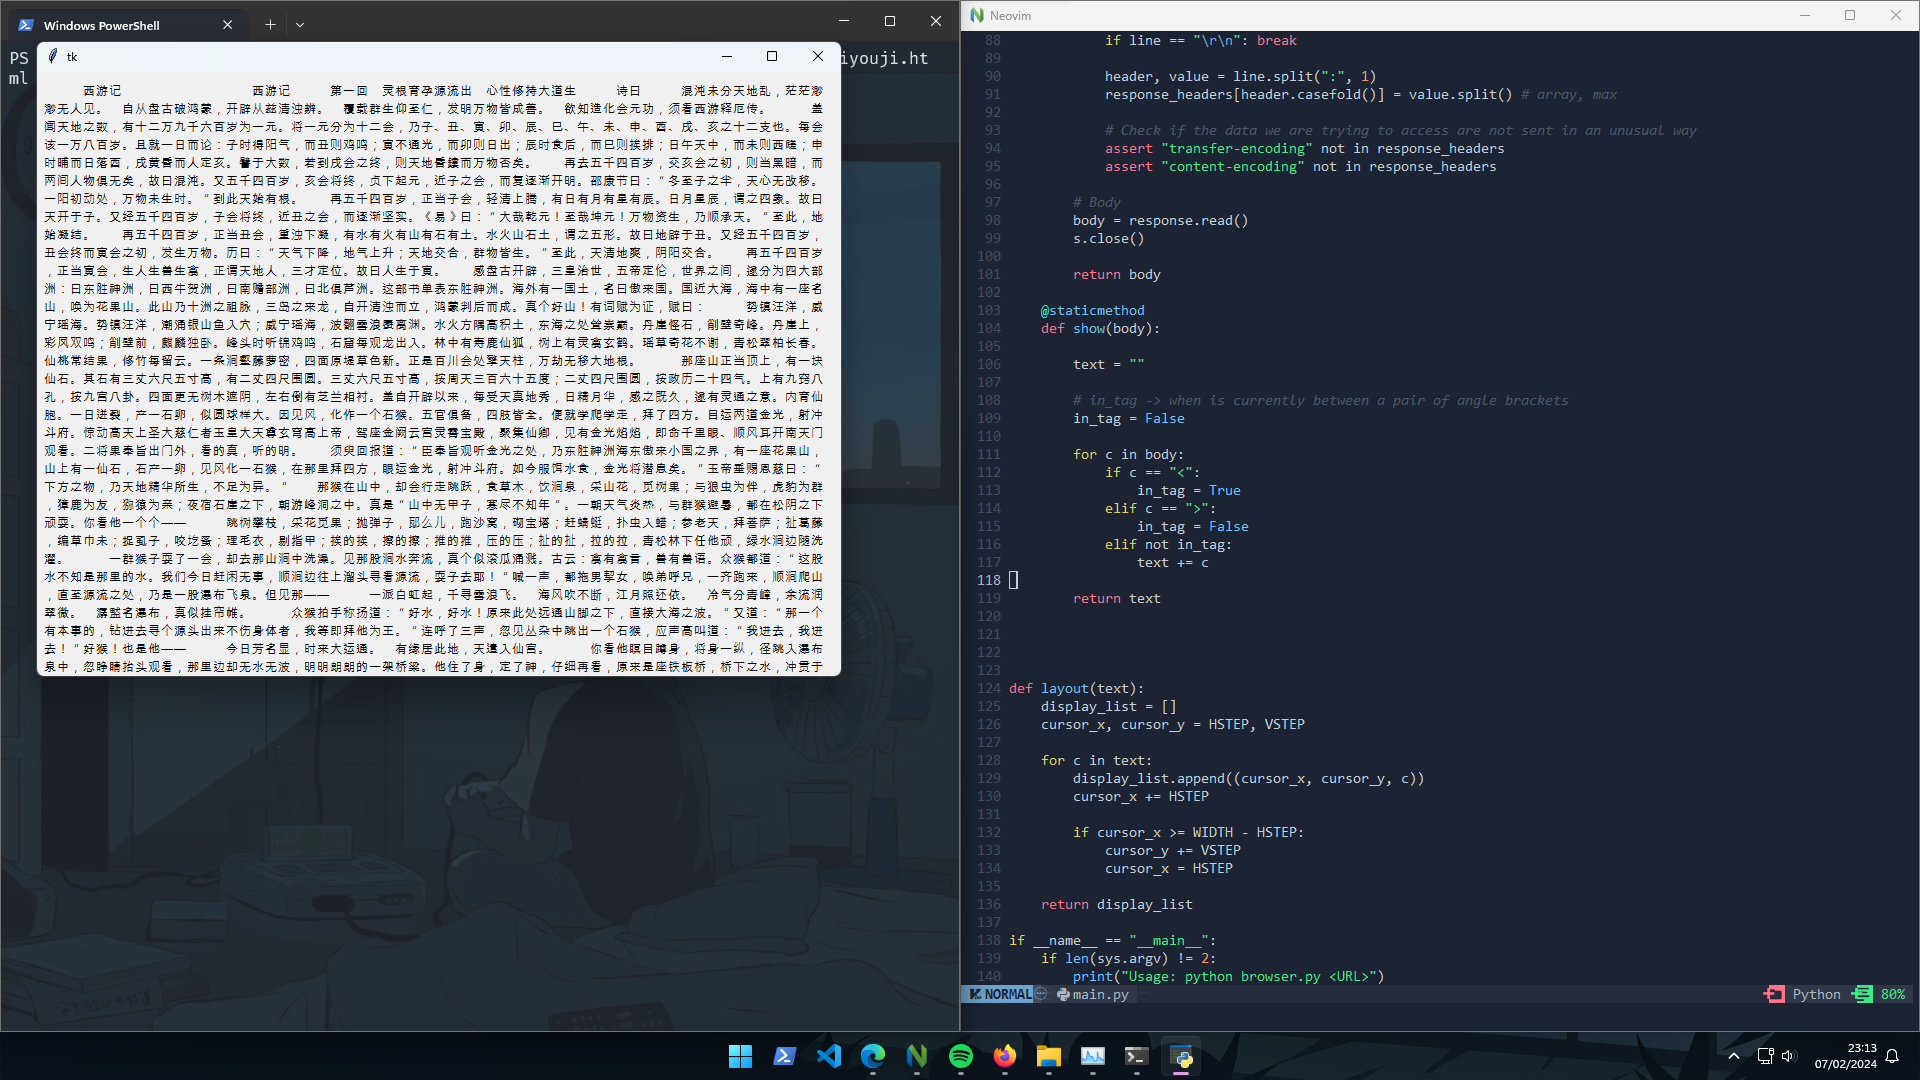 Windows PowerShell
PS
iyouji.ht
ml
tk
西游记 西游记 第一回 灵根育孕源流出 心性修持大道生 诗曰 混沌未分天地乱，茫茫渺
渺无人见。 自从盘古破鸿蒙，开辟从兹清浊辨。 覆载群生仰至仁，发明万物皆成善。 欲知造化会元功，须看西游释厄传。 盖
闻天地之数，有十二万九千六百岁为一元。将一元分为十二会，乃子、丑、寅、卯、辰、巳、午、未、申、酉、戌、亥之十二支也。每会
该一万八百岁。且就一日而论：子时得阳气，而丑则鸡鸣；寅不通光，而卯则日出；辰时食后，而巳则挨排；日午天中，而未则西蹉；申
时晡而日落酉，戌黄昏而人定亥。譬于大数，若到戌会之终，则天地昏曚而万物否矣。 再去五千四百岁，交亥会之初，则当黑暗，而
两间人物俱无矣，故曰混沌。又五千四百岁，亥会将终，贞下起元，近子之会，而复逐渐开明。邵康节曰：“冬至子之半，天心无改移。
一阳初动处，万物未生时。”到此天始有根。 再五千四百岁，正当子会，轻清上腾，有日有月有星有辰。日月星辰，谓之四象。故曰
天开于子。又经五千四百岁，子会将终，近丑之会，而逐渐坚实。《易》曰：“大哉乾元！至哉坤元！万物资生，乃顺承天。”至此，地
始凝结。 再五千四百岁，正当丑会，重浊下凝，有水有火有山有石有土。水火山石土，谓之五形。故曰地辟于丑。又经五千四百岁，
丑会终而寅会之初，发生万物。历曰：“天气下降，地气上升；天地交合，群物皆生。”至此，天清地爽，阴阳交合。 再五千四百岁
，正当寅会，生人生兽生禽，正谓天地人，三才定位。故曰人生于寅。 感盘古开辟，三皇治世，五帝定伦，世界之间，遂分为四大部
洲：曰东胜神洲，曰西牛贺洲，曰南赡部洲，曰北俱芦洲。这部书单表东胜神洲。海外有一国土，名曰傲来国。国近大海，海中有一座名
山，唤为花果山。此山乃十洲之祖脉，三岛之来龙，自开清浊而立，鸿蒙判后而成。真个好山！有词赋为证，赋曰： 势镇汪洋，威
宁瑶海。势镇汪洋，潮涌银山鱼入穴；威宁瑶海，波翻雪浪蜃离渊。水火方隅高积土，东海之处耸崇巅。丹崖怪石，削壁奇峰。丹崖上，
彩凤双鸣；削壁前，麒麟独卧。峰头时听锦鸡鸣，石窟每观龙出入。林中有寿鹿仙狐，树上有灵禽玄鹤。瑶草奇花不谢，青松翠柏长春。
仙桃常结果，修竹每留云。一条涧壑藤萝密，四面原堤草色新。正是百川会处擎天柱，万劫无移大地根。 那座山正当顶上，有一块
仙石。其石有三丈六尺五寸高，有二丈四尺围圆。三丈六尺五寸高，按周天三百六十五度；二丈四尺围圆，按政历二十四气。上有九窍八
孔，按九宫八卦。四面更无树木遮阴，左右倒有芝兰相衬。盖自开辟以来，每受天真地秀，日精月华，感之既久，遂有灵通之意。内育仙
胞。一日迸裂，产一石卵，似圆球样大。因见风，化作一个石猴。五官俱备，四肢皆全。便就学爬学走，拜了四方。目运两道金光，射冲
斗府。惊动高天上圣大慈仁者玉皇大天尊玄穹高上帝，驾座金阙云宫灵霄宝殿，聚集仙卿，见有金光焰焰，即命千里眼、顺风耳开南天门
观看。二将果奉旨出门外，看的真，听的明。 须臾回报道：“臣奉旨观听金光之处，乃东胜神洲海东傲来小国之界，有一座花果山，
山上有一仙石，石产一卵，见风化一石猴，在那里拜四方，眼运金光，射冲斗府。如今服饵水食，金光将潜息矣。”玉帝垂赐恩慈曰：“
下方之物，乃天地精华所生，不足为异。” 那猴在山中，却会行走跳跃，食草木，饮涧泉，采山花，觅树果；与狼虫为伴，虎豹为群
，獐鹿为友，猕猿为亲；夜宿石崖之下，朝游峰洞之中。真是“山中无甲子，寒尽不知年”。一朝天气炎热，与群猴避暑，都在松阴之下
顽耍。你看他一个个—— 跳树攀枝，采花觅果；抛弹子，邷么儿，跑沙窝，砌宝塔；赶蜻蜓，扑虫八蜡；参老天，拜菩萨；扯葛藤
，编草巾未；捉虱子，咬圪蚤；理毛衣，剔指甲；挨的挨，擦的擦；推的推，压的压；扯的扯，拉的拉，青松林下任他顽，绿水涧边随洗
濯。 一群猴子耍了一会，却去那山涧中洗澡。见那股涧水奔流，真个似滚瓜涌溅。古云：禽有禽言，兽有兽语。众猴都道：“这股
水不知是那里的水。我们今日赶闲无事，顺涧边往上溜头寻看源流，耍子去耶！”喊一声，都拖男挈女，唤弟呼兄，一齐跑来，顺涧爬山
，直至源流之处，乃是一股瀑布飞泉。但见那—— 一派白虹起，千寻雪浪飞。 海风吹不断，江月照还依。 冷气分青嶂，余流润
翠微。 潺湲名瀑布，真似挂帘帷。 众猴拍手称扬道：“好水，好水！原来此处远通山脚之下，直接大海之波。”又道：“那一个
有本事的，钻进去寻个源头出来不伤身体者，我等即拜他为王。”连呼了三声，忽见丛杂中跳出一个石猴，应声高叫道：“我进去，我进
去！”好猴！也是他—— 今日芳名显，时来大运通。 有缘居此地，天遣入仙宫。 你看他瞑目蹲身，将身一纵，径跳入瀑布
泉中，忽睁睛抬头观看，那里边却无水无波，明明朗朗的一架桥梁。他住了身，定了神，仔细再看，原来是座铁板桥，桥下之水，冲贯于
Neovim
88 if line == "\r\n": break
89
90 header, value = line.split(":", 1)
91 response_headers[header.casefold()] = value.split() # array, max
92
93 # Check if the data we are trying to access are not sent in an unusual way
94 assert "transfer-encoding" not in response_headers
95 assert "content-encoding" not in response_headers
96
97 # Body
98 body = response.read()
99 s.close()
100
101 return body
102
103 @staticmethod
104 def show(body):
105
106 text = ""
107
108 # in_tag -> when is currently between a pair of angle brackets
109 in_tag = False
110
111 for c in body:
112 if c == "<":
113 in_tag = True
114 elif c == ">":
115 in_tag = False
116 elif not in_tag:
117 text += c
118
119 return text
120
121
122
123
124 def layout(text):
125 display_list = []
126 cursor_x, cursor_y = HSTEP, VSTEP
127
128 for c in text:
129 display_list.append((cursor_x, cursor_y, c))
130 cursor_x += HSTEP
131
132 if cursor_x >= WIDTH - HSTEP:
133 cursor_y += VSTEP
134 cursor_x = HSTEP
135
136 return display_list
137
138 if __name__ == "__main__":
139 if len(sys.argv) != 2:
140 print("Usage: python browser.py <URL>")
NORMAL main.py Python 80%
23:13
07/02/2024